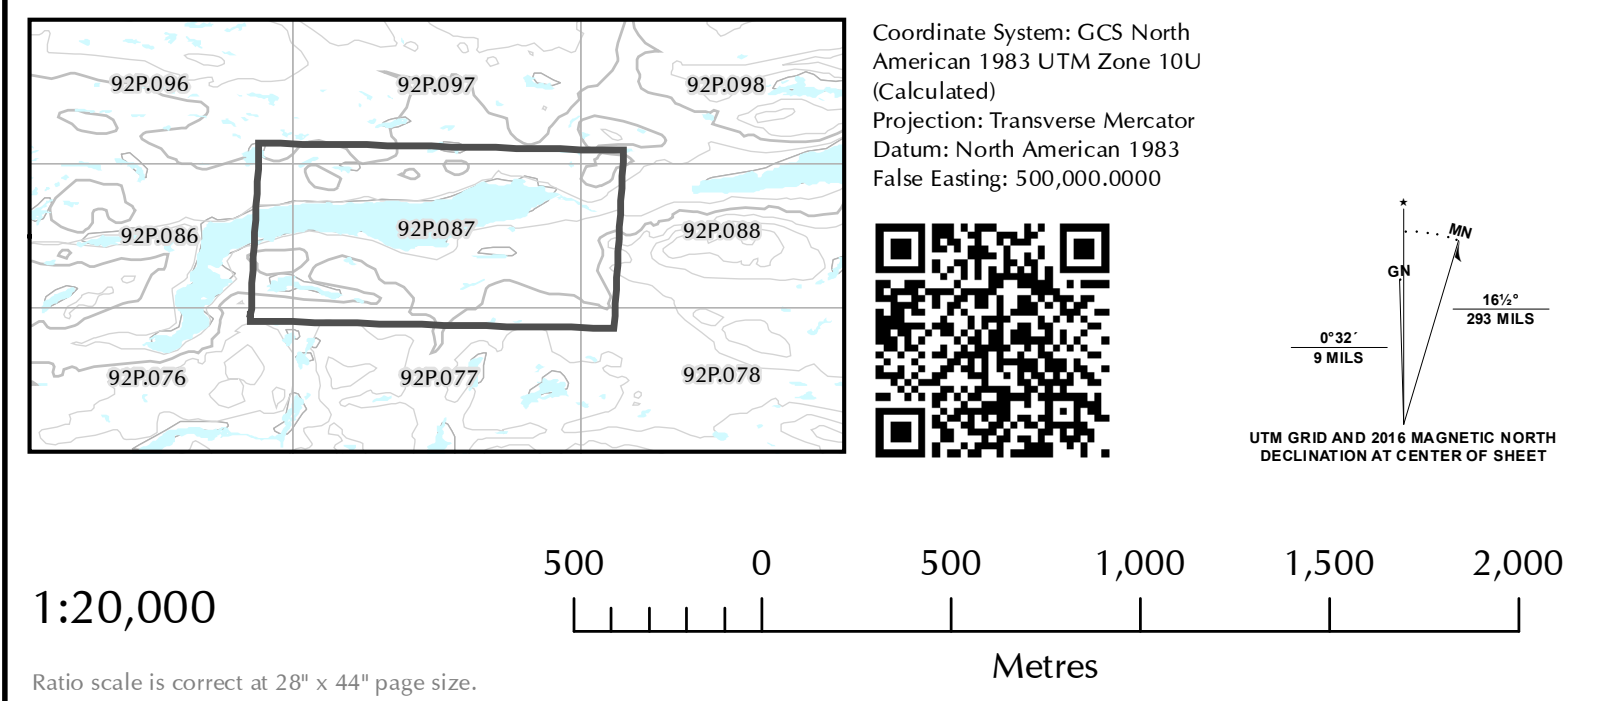 92P.096
92P.097
92P.098
92P.086
92P.087
92P.088
92P.076
92P.077
92P.078
Coordinate System: GCS North
American 1983 UTM Zone 10U
(Calculated)
Projection: Transverse Mercator
Datum: North American 1983
False Easting: 500,000.0000
MN
GN
16½°
293 MILS
0°32´
9 MILS
UTM GRID AND 2016 MAGNETIC NORTH
DECLINATION AT CENTER OF SHEET
500 0 500 1,000 1,500 2,000
1:20,000
Metres
Ratio scale is correct at 28" x 44" page size.